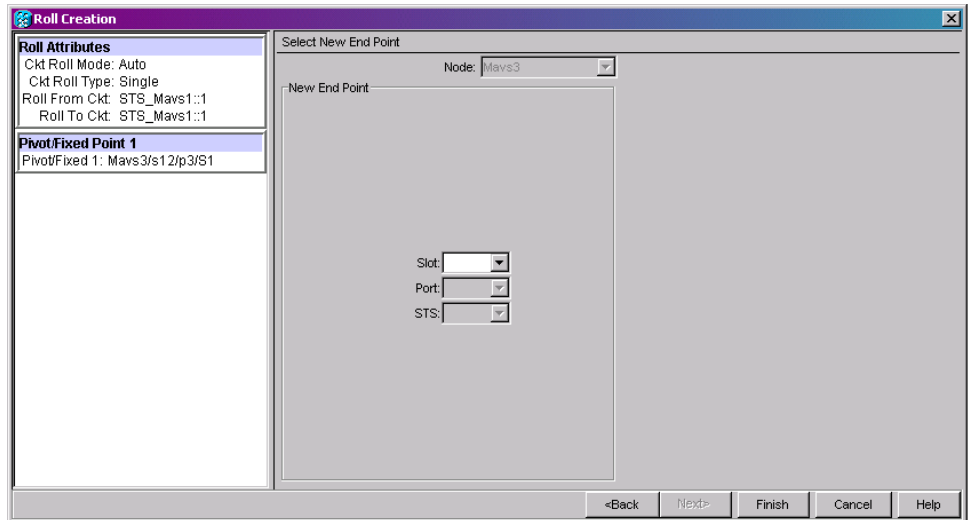 Roll Creation
Roll Attributes
Ckt Roll Mode: Auto
Ckt Roll Type: Single
Roll From Ckt: STS_Mavs1::1
Roll To Ckt: STS_Mavs1::1
Pivot/Fixed Point 1
Pivot/Fixed 1: Mavs3/s12/p3/S1
Select New End Point
Node: Mavs3
New End Point
Slot:
Port:
STS:
<Back Next> Finish Cancel Help